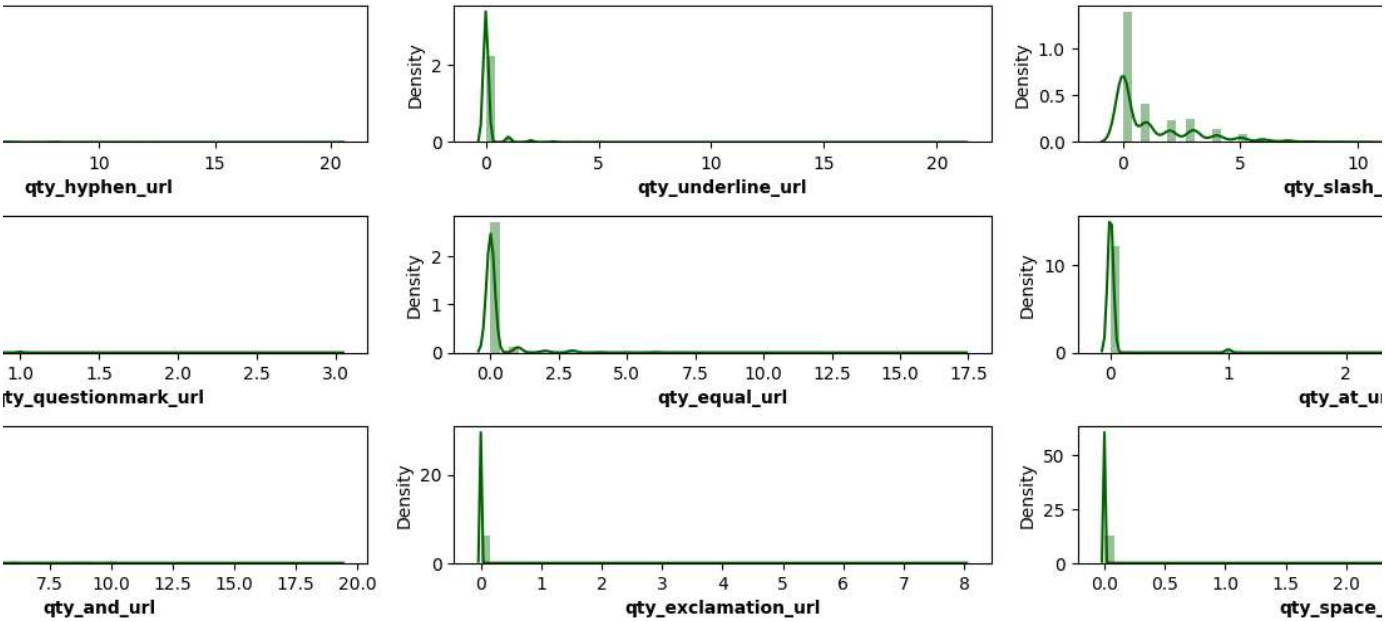 Density
2
0
10 15 20
0 5 10 15 20
qty_hyphen_url
qty_underline_url
Density
1.0
0.5
0.0
0 5 10
qty_slash_
1.0 1.5 2.0 2.5 3.0
ty_questionmark_url
Density
2
1
0
0.0 2.5 5.0 7.5 10.0 12.5 15.0 17.5
qty_equal_url
Density
10
0
0 1 2
qty_at_ur
7.5 10.0 12.5 15.0 17.5 20.0
qty_and_url
Density
20
0
0 1 2 3 4 5 6 7 8
qty_exclamation_url
Density
50
25
0
0.0 0.5 1.0 1.5 2.0
qty_space_